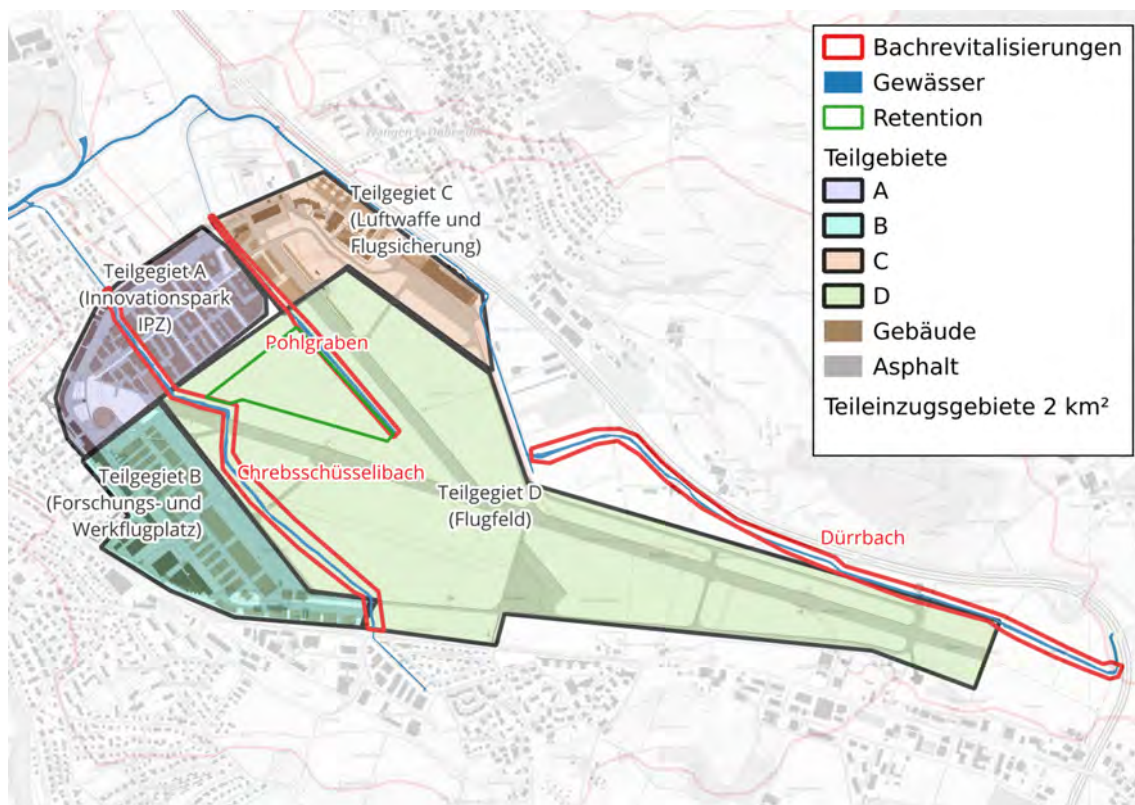 Bachrevitalisierungen
Gewässer
Retention
Teilgebiete
A
B
C
D
Gebäude
Asphalt
Teileinzugsgebiete 2 km²
Teilgegiet C
(Luftwaffe und
Flugsicherung)
Teilgegiet A
(Innovationspark
IPZ)
Pohlgraben
Chrebsschüsselibach
Teilgegiet B
(Forschungs- und
Werkflugplatz)
Teilgegiet D
(Flugfeld)
Dürrbach